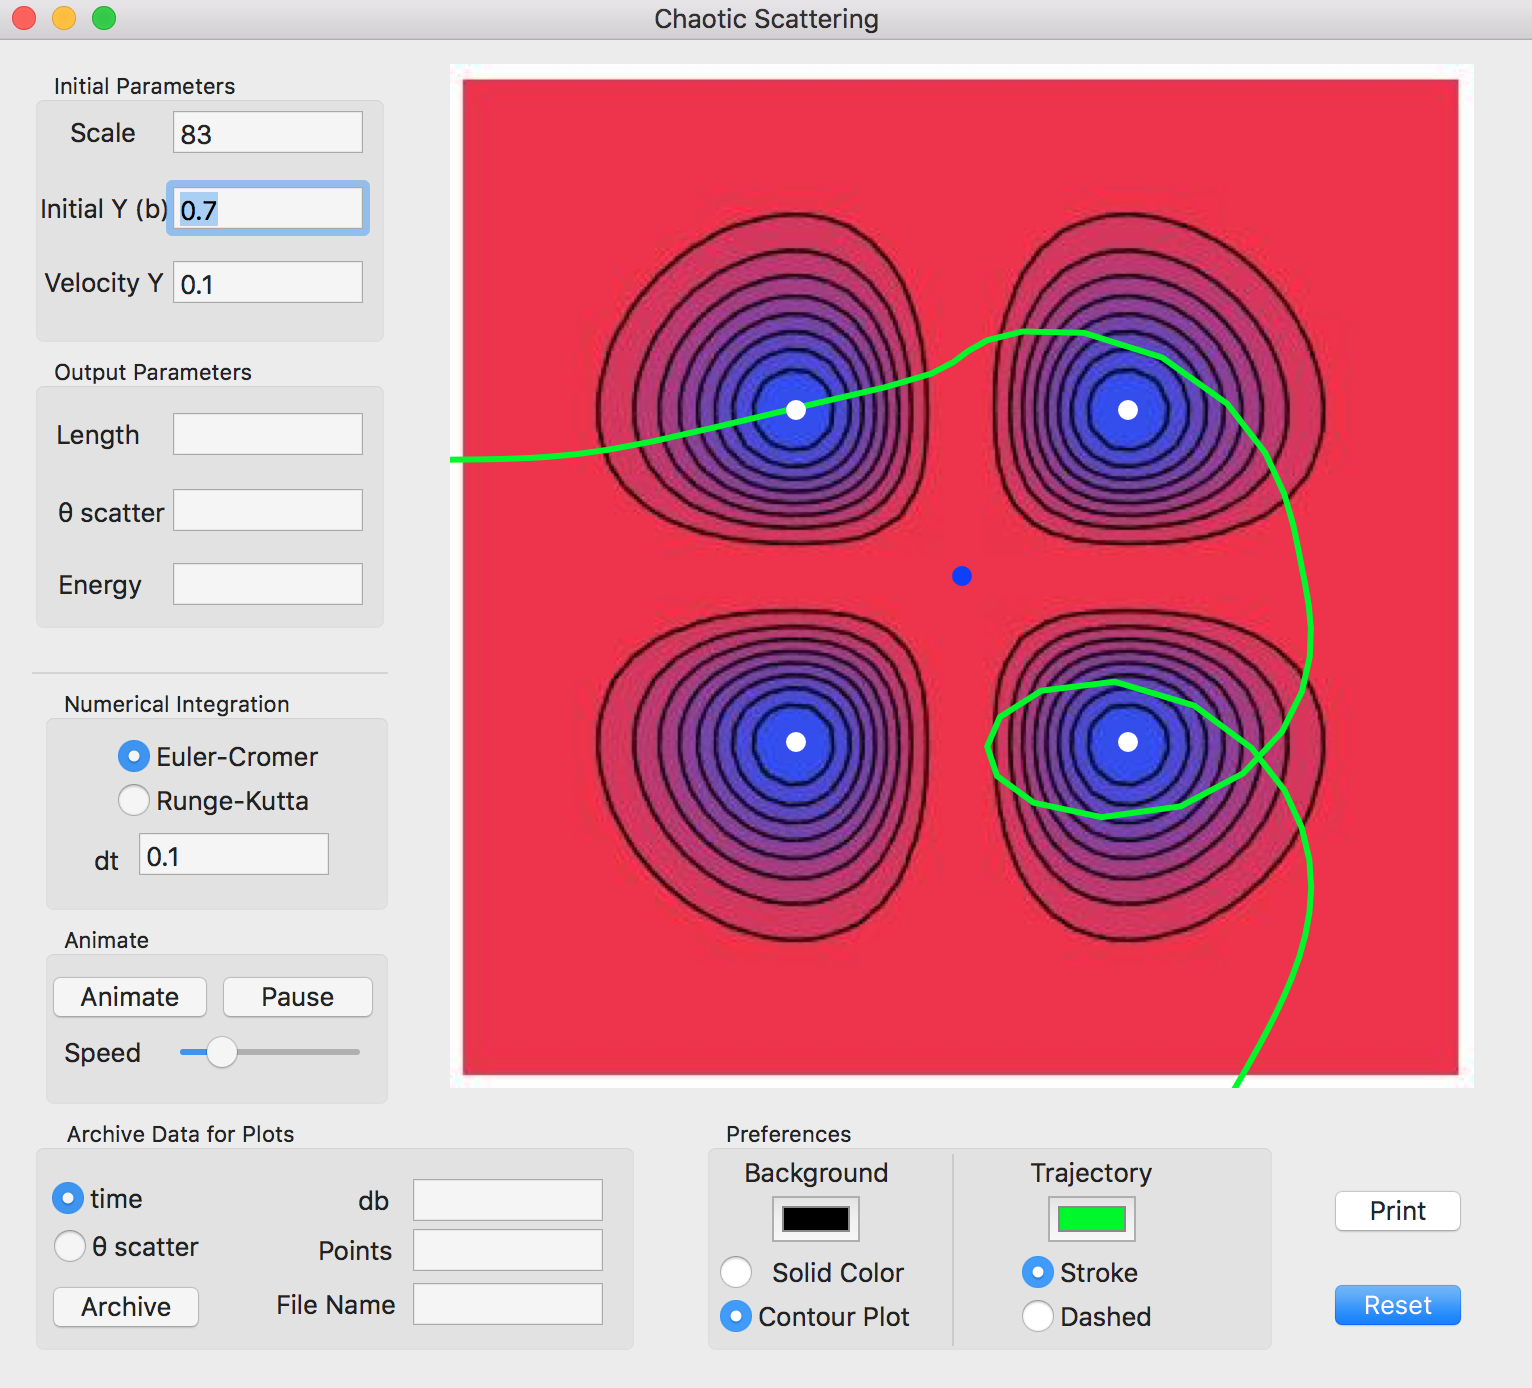 Chaotic Scattering
Initial Parameters
Scale 83
Initial Y (b) 0.7
Velocity Y 0.1
Output Parameters
Length
θ scatter
Energy
Numerical Integration
Euler-Cromer
Runge-Kutta
dt 0.1
Animate
Animate Pause
Speed
Archive Data for Plots
time
θ scatter
Archive
db
Points
File Name
Preferences
Background
Solid Color
Contour Plot
Trajectory
Stroke
Dashed
Print
Reset